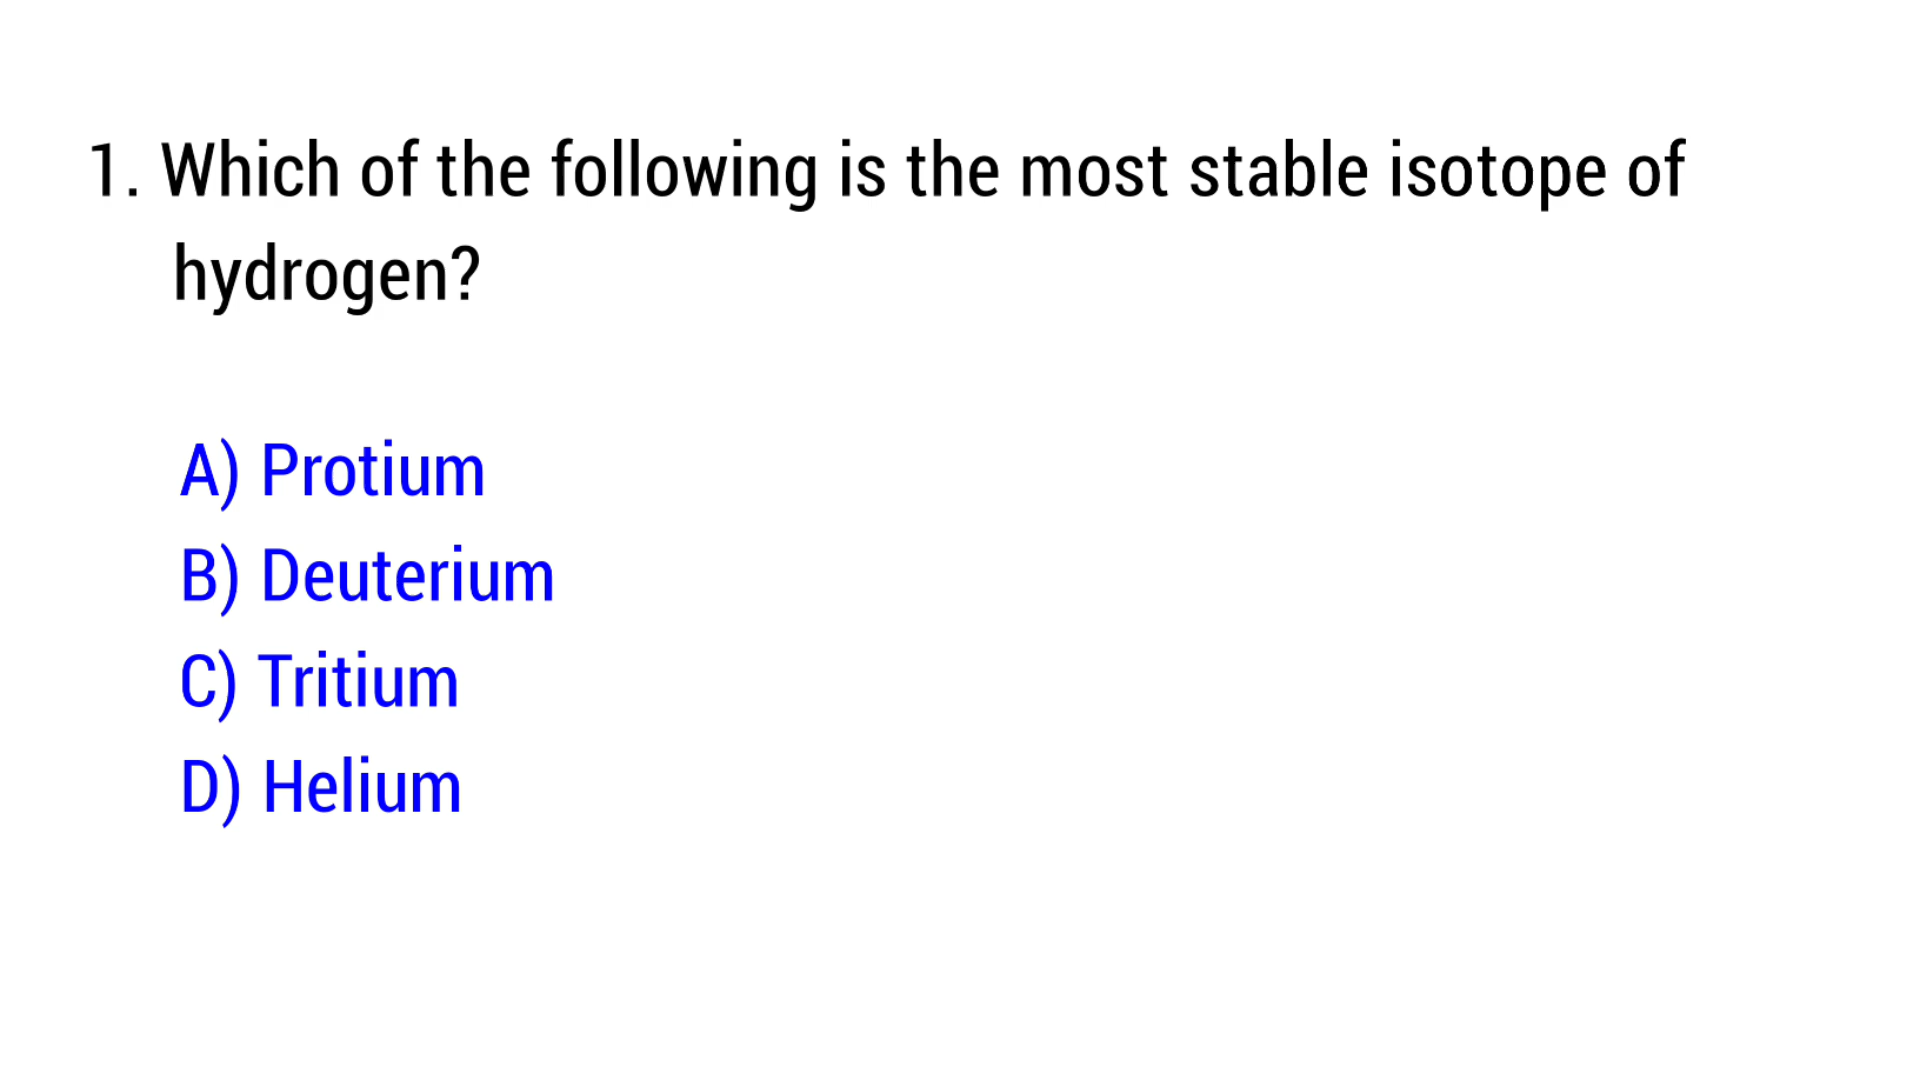 1. Which of the following is the most stable isotope of
hydrogen?
A) Protium
B) Deuterium
C) Tritium
D) Helium